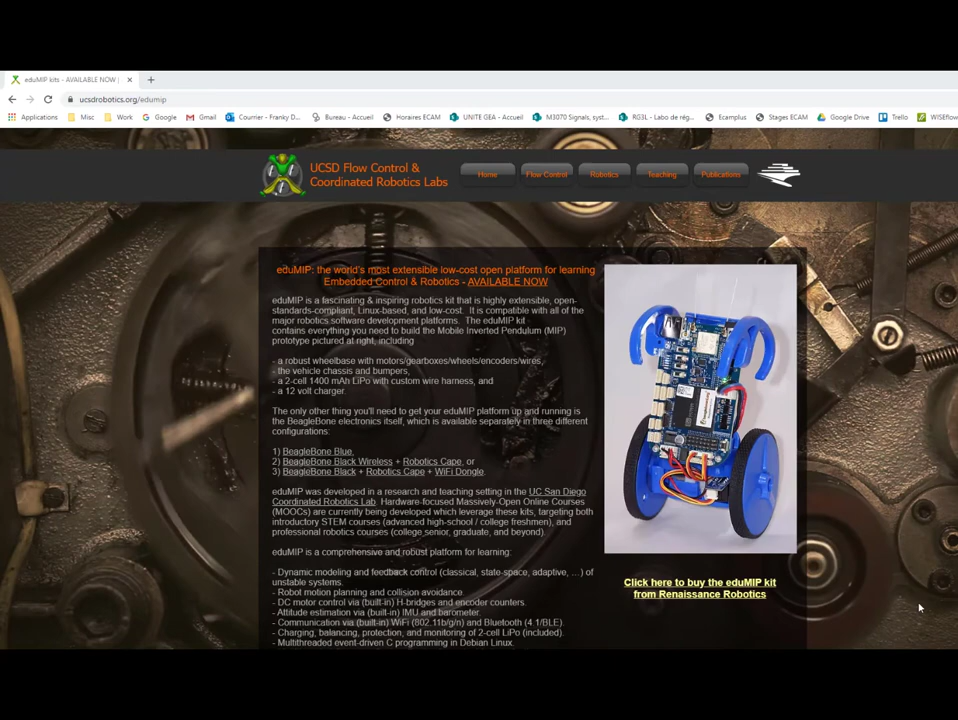 eduMIP kits - AVAILABLE NOW |
ucsdrobotics.org/edumip
Applications Misc Work Google Gmail Courrier - Franky D... Bureau - Accueil Horaires ECAM UNITE GEA - Accueil M3070 Signals, syst... RG3L - Labo de rég... Ecamplus Stages ECAM Google Drive Trello WISEflow
UCSD Flow Control &
Coordinated Robotics Labs
Home Flow Control Robotics Teaching Publications
eduMIP: the world's most extensible low-cost open platform for learning
Embedded Control & Robotics - AVAILABLE NOW
eduMIP is a fascinating & inspiring robotics kit that is highly extensible, open-
standards-compliant, Linux-based, and low-cost. It is compatible with all of the
major robotics software development platforms. The eduMIP kit
contains everything you need to build the Mobile Inverted Pendulum (MIP)
prototype pictured at right, including
- a robust wheelbase with motors/gearboxes/wheels/encoders/wires,
- the vehicle chassis and bumpers,
- a 2-cell 1400 mAh LiPo with custom wire harness, and
- a 12 volt charger.
The only other thing you'll need to get your eduMIP platform up and running is
the BeagleBone electronics itself, which is available separately in three different
configurations:
1) BeagleBone Blue,
2) BeagleBone Black Wireless + Robotics Cape, or
3) BeagleBone Black + Robotics Cape + WiFi Dongle.
eduMIP was developed in a research and teaching setting in the UC San Diego
Coordinated Robotics Lab. Hardware-focused Massively-Open Online Courses
(MOOCs) are currently being developed which leverage these kits, targeting both
introductory STEM courses (advanced high-school / college freshmen), and
professional robotics courses (college senior, graduate, and beyond).
eduMIP is a comprehensive and robust platform for learning:
- Dynamic modeling and feedback control (classical, state-space, adaptive, ...) of
unstable systems.
- Robot motion planning and collision avoidance.
- DC motor control via (built-in) H-bridges and encoder counters.
- Attitude estimation via (built-in) IMU and barometer.
- Communication via (built-in) WiFi (802.11b/g/n) and Bluetooth (4.1/BLE).
- Charging, balancing, protection, and monitoring of 2-cell LiPo (included).
- Multithreaded event-driven C programming in Debian Linux.
Click here to buy the eduMIP kit
from Renaissance Robotics